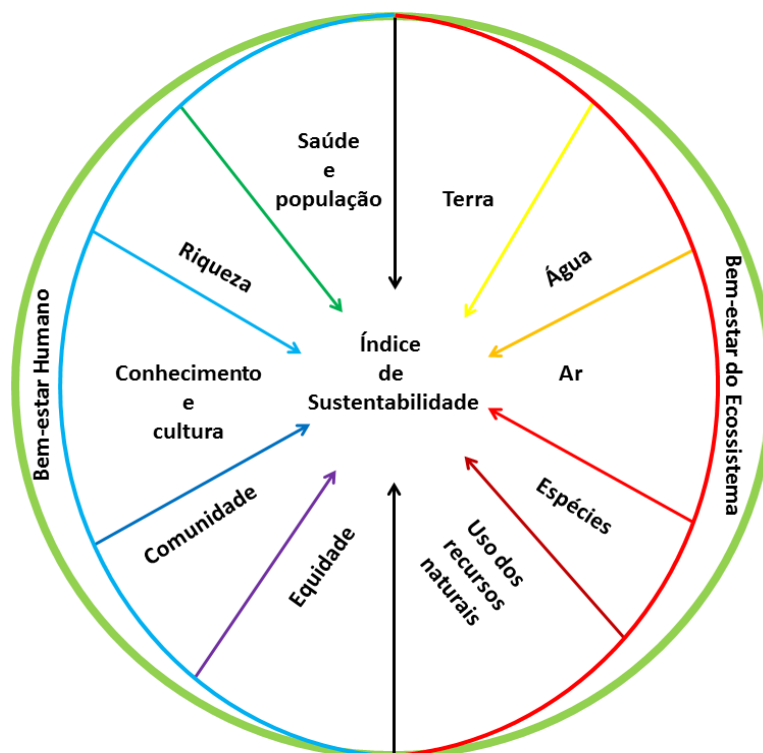 Saúde
e
população
Terra
Riqueza
Água
Bem-estar Humano
Bem-estar do Ecossistema
Índice
de
Sustentabilidade
Conhecimento
e
cultura
Ar
Comunidade
Espécies
Equidade
Uso dos
recursos
naturais